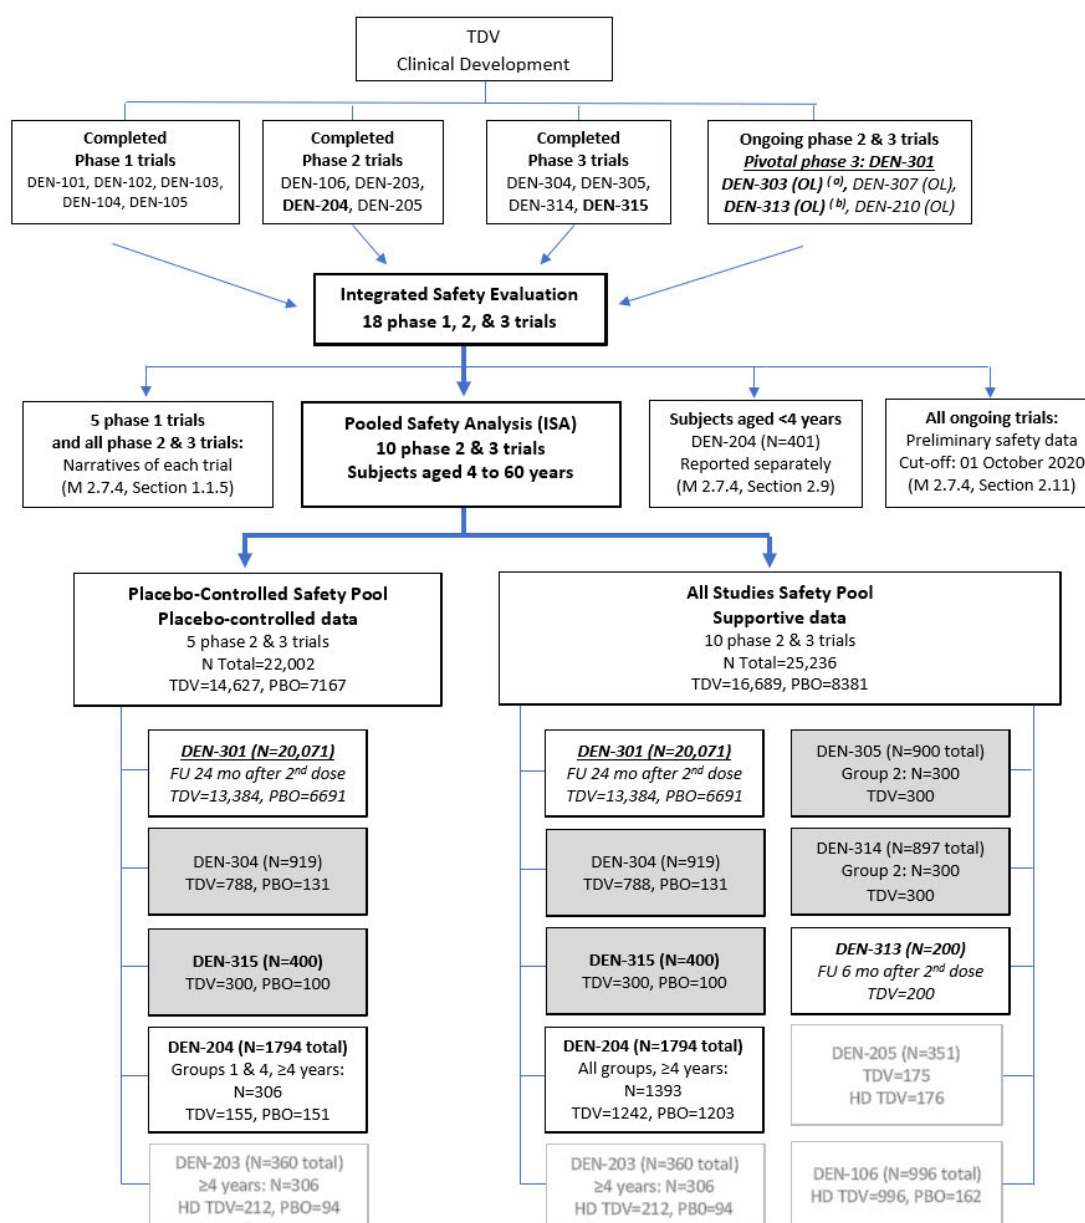 TDV
Clinical Development
Completed
Phase 1 trials
DEN-101, DEN-102, DEN-103,
DEN-104, DEN-105
Completed
Phase 2 trials
DEN-106, DEN-203,
DEN-204, DEN-205
Completed
Phase 3 trials
DEN-304, DEN-305,
DEN-314, DEN-315
Ongoing phase 2 & 3 trials
Pivotal phase 3: DEN-301
DEN-303 (OL) (a), DEN-307 (OL),
DEN-313 (OL) (b), DEN-210 (OL)
Integrated Safety Evaluation
18 phase 1, 2, & 3 trials
5 phase 1 trials
and all phase 2 & 3 trials:
Narratives of each trial
(M 2.7.4, Section 1.1.5)
Pooled Safety Analysis (ISA)
10 phase 2 & 3 trials
Subjects aged 4 to 60 years
Subjects aged <4 years
DEN-204 (N=401)
Reported separately
(M 2.7.4, Section 2.9)
All ongoing trials:
Preliminary safety data
Cut-off: 01 October 2020
(M 2.7.4, Section 2.11)
Placebo-Controlled Safety Pool
Placebo-controlled data
5 phase 2 & 3 trials
N Total=22,002
TDV=14,627, PBO=7167
All Studies Safety Pool
Supportive data
10 phase 2 & 3 trials
N Total=25,236
TDV=16,689, PBO=8381
DEN-301 (N=20,071)
FU 24 mo after 2nd dose
TDV=13,384, PBO=6691
DEN-304 (N=919)
TDV=788, PBO=131
DEN-315 (N=400)
TDV=300, PBO=100
DEN-204 (N=1794 total)
Groups 1 & 4, ≥4 years:
N=306
TDV=155, PBO=151
DEN-203 (N=360 total)
≥4 years: N=306
HD TDV=212, PBO=94
DEN-301 (N=20,071)
FU 24 mo after 2nd dose
TDV=13,384, PBO=6691
DEN-304 (N=919)
TDV=788, PBO=131
DEN-315 (N=400)
TDV=300, PBO=100
DEN-204 (N=1794 total)
All groups, ≥4 years:
N=1393
TDV=1242, PBO=1203
DEN-203 (N=360 total)
≥4 years: N=306
HD TDV=212, PB0=94
DEN-305 (N=900 total)
Group 2: N=300
TDV=300
DEN-314 (N=897 total)
Group 2: N=300
TDV=300
DEN-313 (N=200)
FU 6 mo after 2nd dose
TDV=200
DEN-205 (N=351)
TDV=175
HD TDV=176
DEN-106 (N=996 total)
HD TDV=996, PBO=162